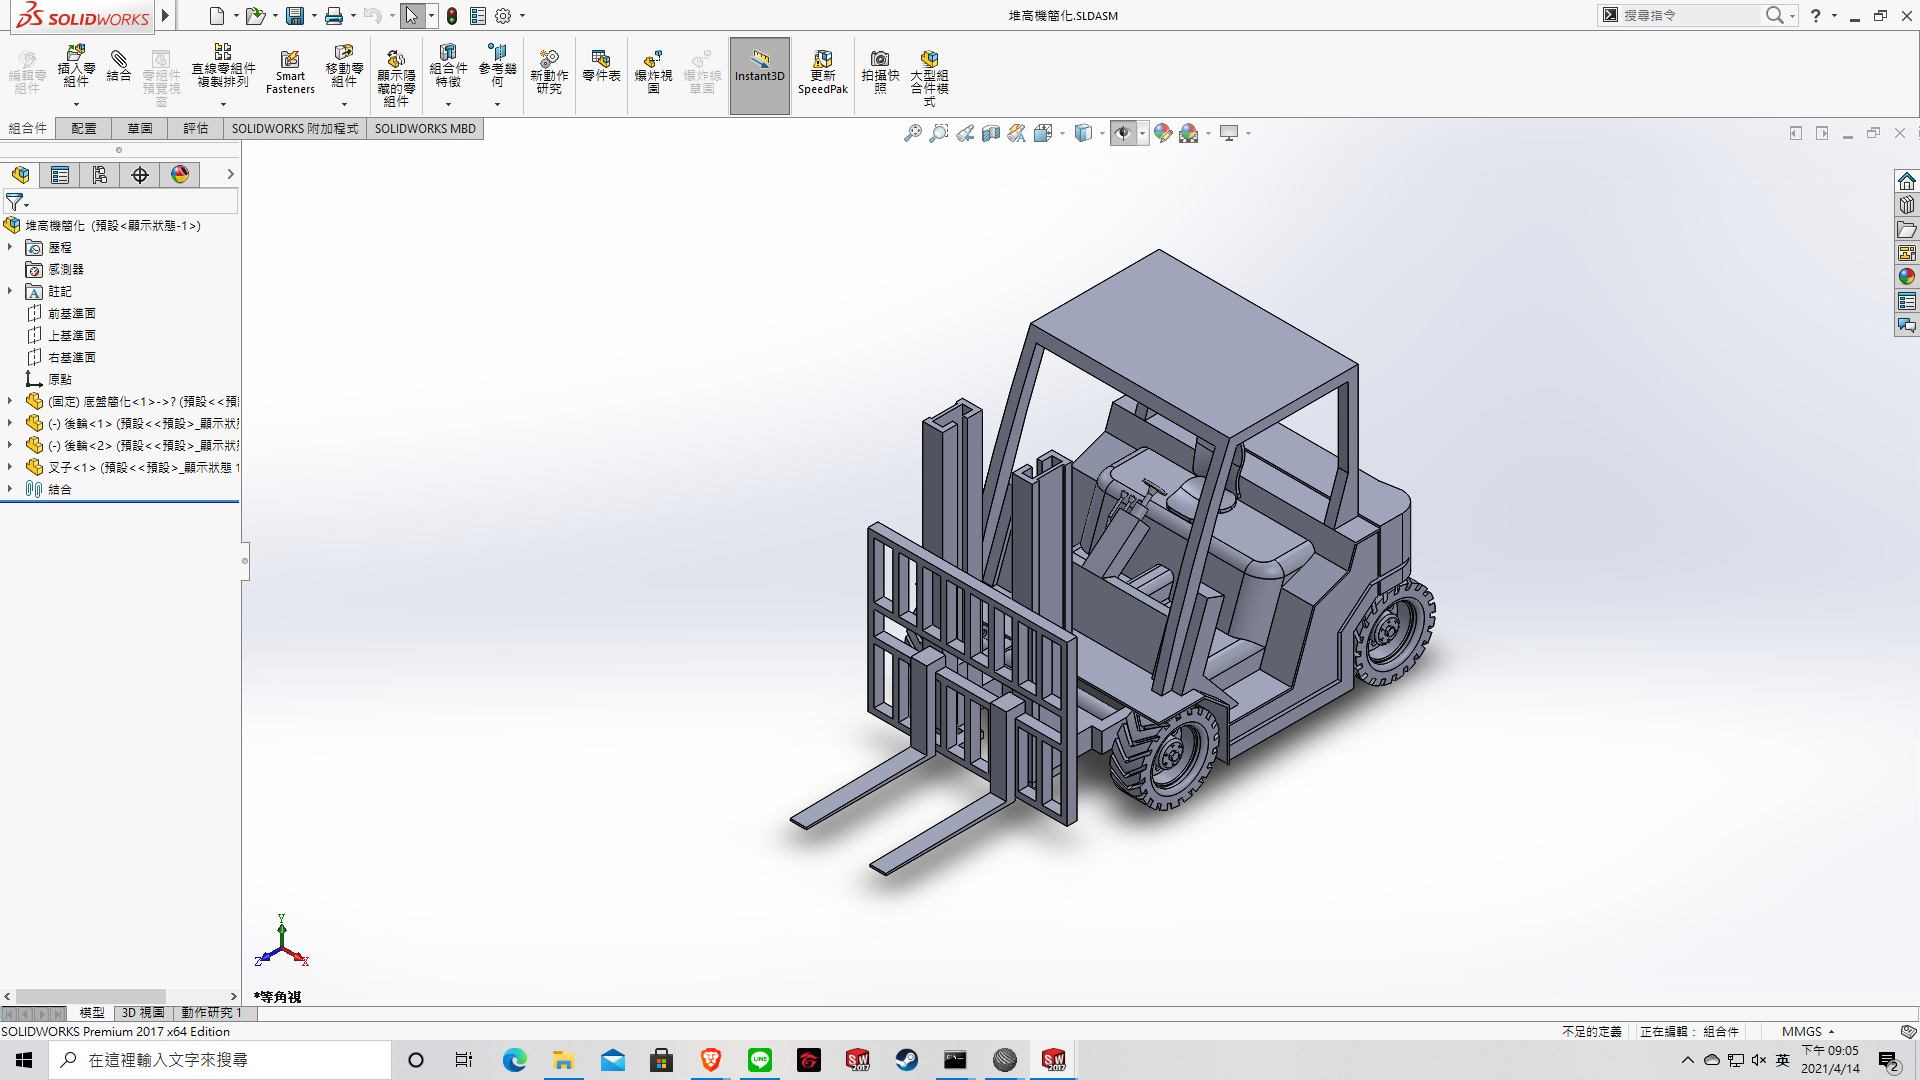 SOLIDWORKS
堆高機簡化.SLDASM
搜尋指令
編輯零組件
插入零組件
結合
零組件預覽視窗
直線零組件複製排列
Smart Fasteners
移動零組件
顯示隱藏的零組件
組合件特徵
參考幾何
新動作研究
零件表
爆炸視圖
爆炸線草圖
Instant3D
更新 SpeedPak
拍攝快照
大型組合件模式
組合件
配置
草圖
評估
SOLIDWORKS 附加程式
SOLIDWORKS MBD
堆高機簡化 (預設<顯示狀態-1>)
歷程
感測器
註記
前基準面
上基準面
右基準面
原點
(固定) 底盤簡化<1>->? (預設<<預
(-) 後輪<1> (預設<<預設>_顯示狀
(-) 後輪<2> (預設<<預設>_顯示狀
叉子<1> (預設<<預設>_顯示狀態 1
結合
Y
Z
X
*等角視
模型
3D 視圖
動作研究 1
SOLIDWORKS Premium 2017 x64 Edition
不足的定義
正在編輯： 組合件
MMGS
在這裡輸入文字來搜尋
英
下午 09:05
2021/4/14
2